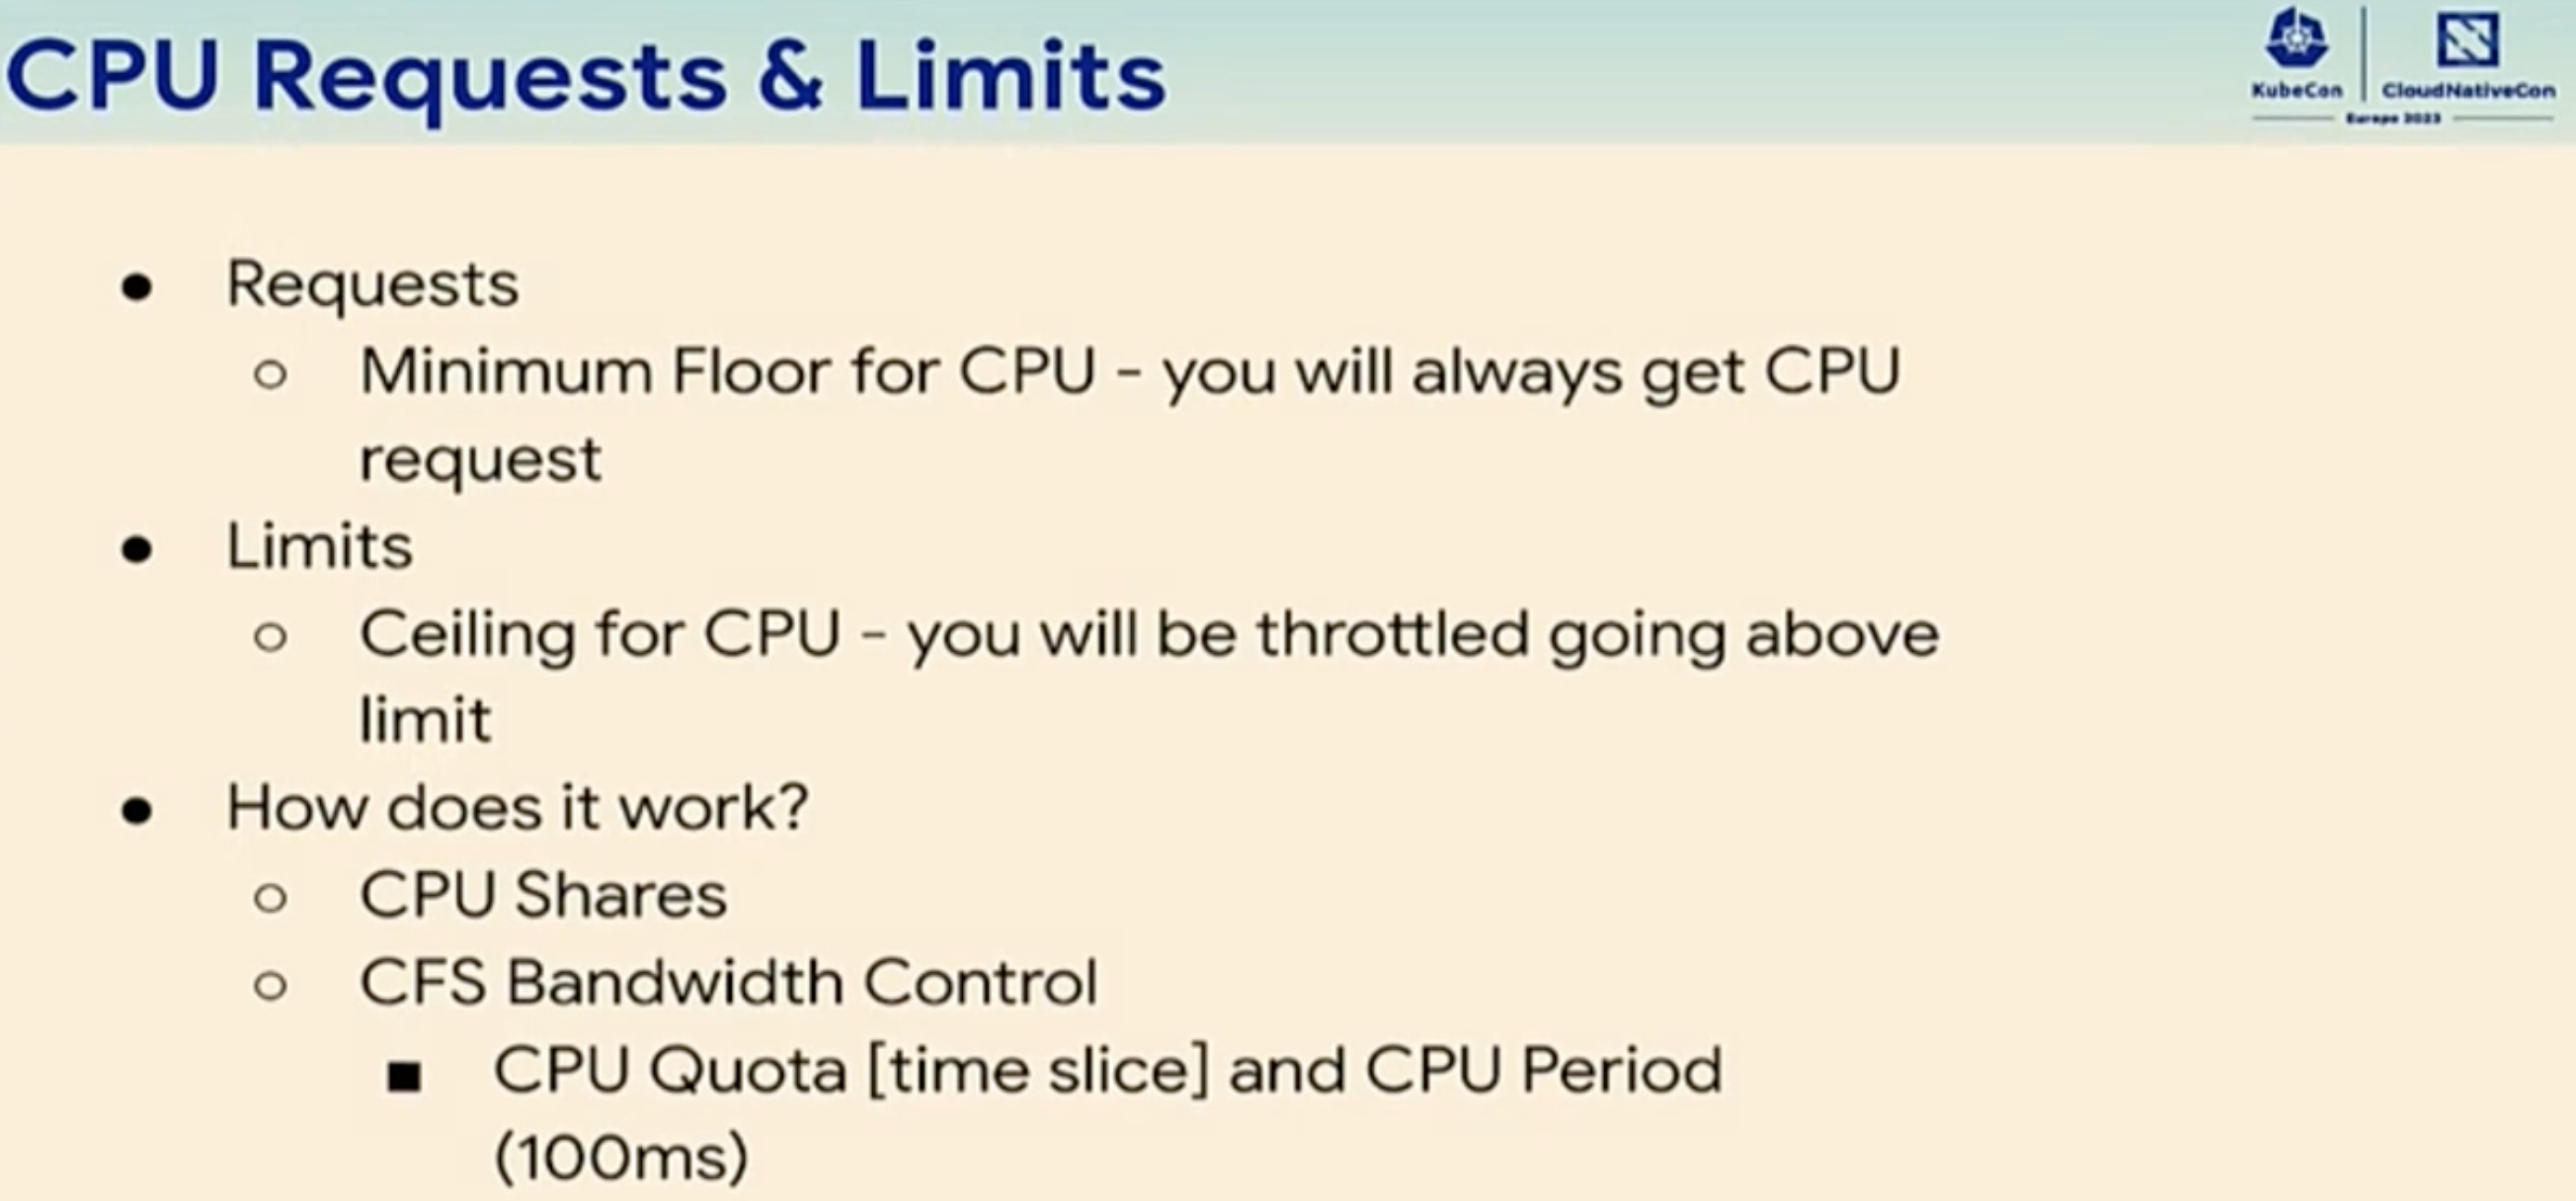 CPU Requests & Limits
KubeCon
CloudNativeCon
Europe 2023
● Requests
○ Minimum Floor for CPU - you will always get CPU
request
● Limits
○ Ceiling for CPU - you will be throttled going above
limit
● How does it work?
○ CPU Shares
○ CFS Bandwidth Control
■ CPU Quota [time slice] and CPU Period
(100ms)